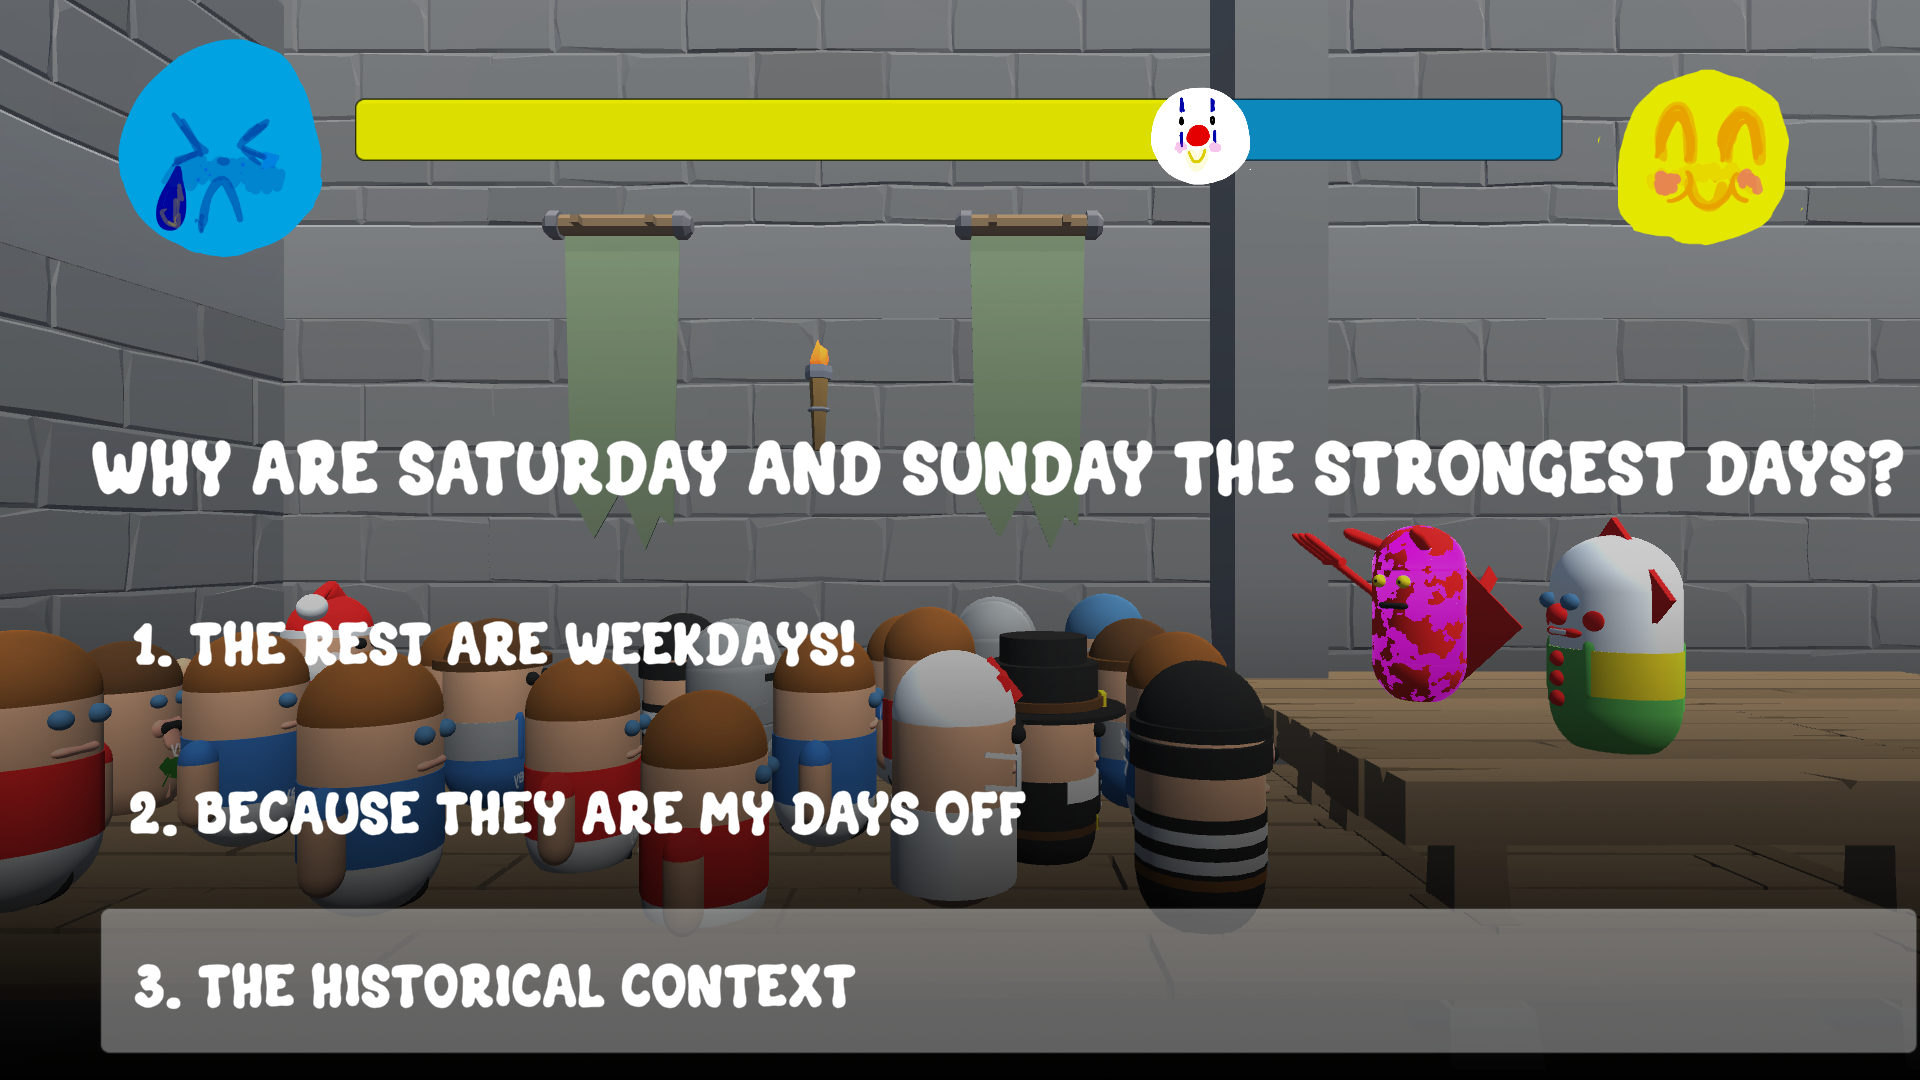 WHY ARE SATURDAY AND SUNDAY THE STRONGEST DAYS?
1. THE REST ARE WEEKDAYS!
2. BECAUSE THEY ARE MY DAYS OFF
3. THE HISTORICAL CONTEXT